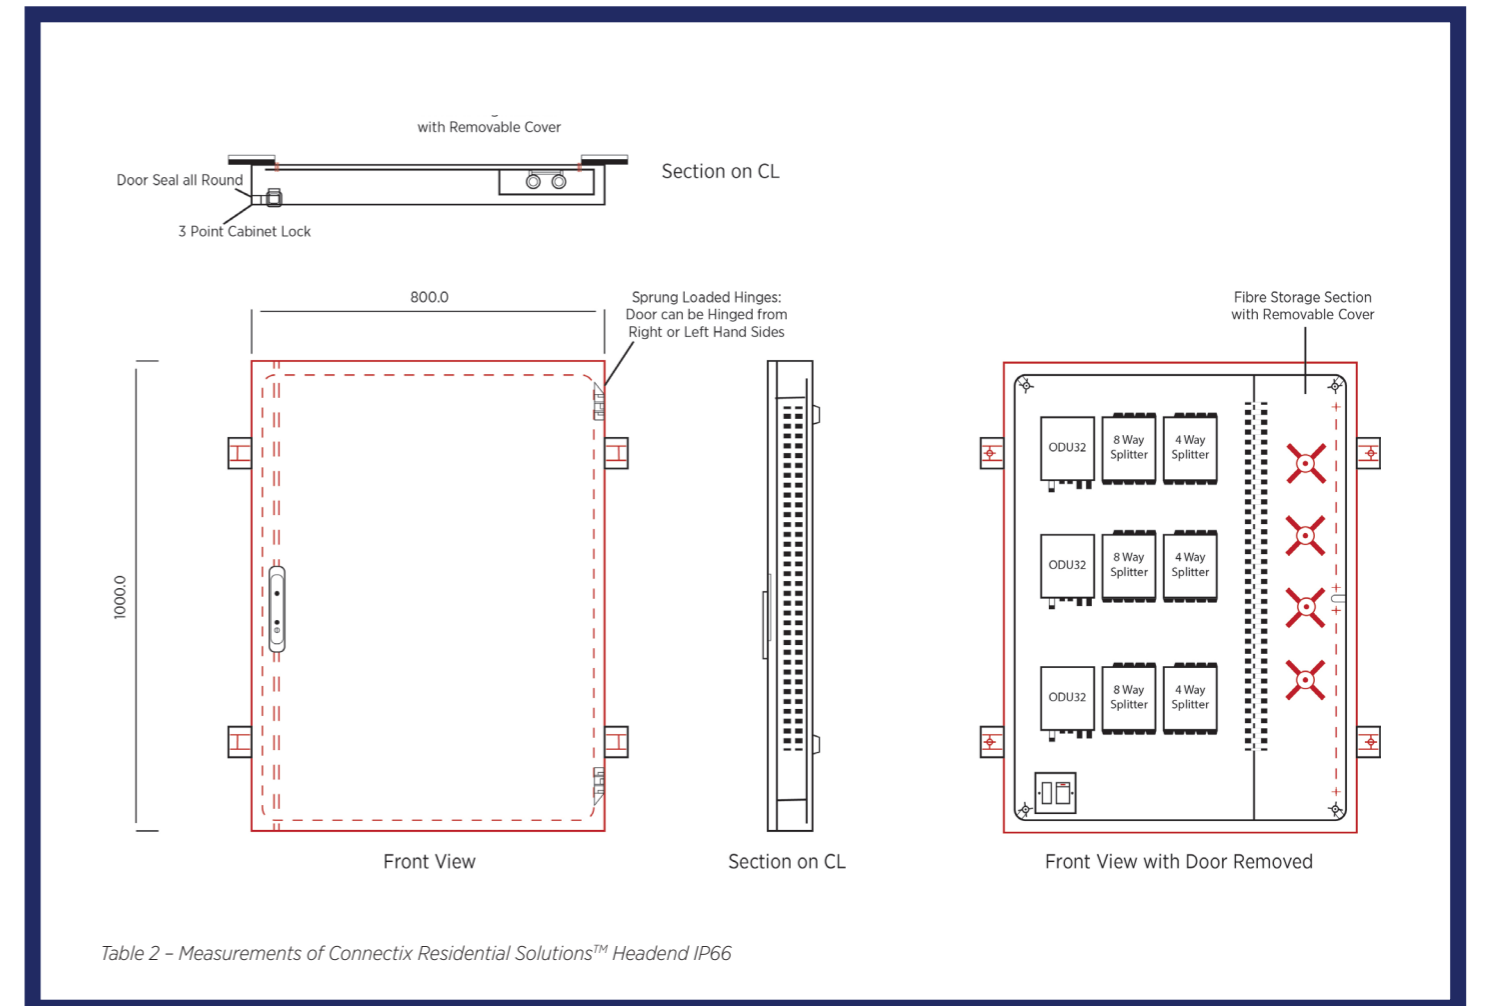 with Removable Cover
Section on CL
Door Seal all Round
3 Point Cabinet Lock
800.0
Sprung Loaded Hinges:
Door can be Hinged from
Right or Left Hand Sides
Fibre Storage Section
with Removable Cover
1000.0
ODU32
8 Way
Splitter
4 Way
Splitter
ODU32
8 Way
Splitter
4 Way
Splitter
ODU32
8 Way
Splitter
4 Way
Splitter
Front View
Section on CL
Front View with Door Removed
Table 2 – Measurements of Connectix Residential Solutions™ Headend IP66